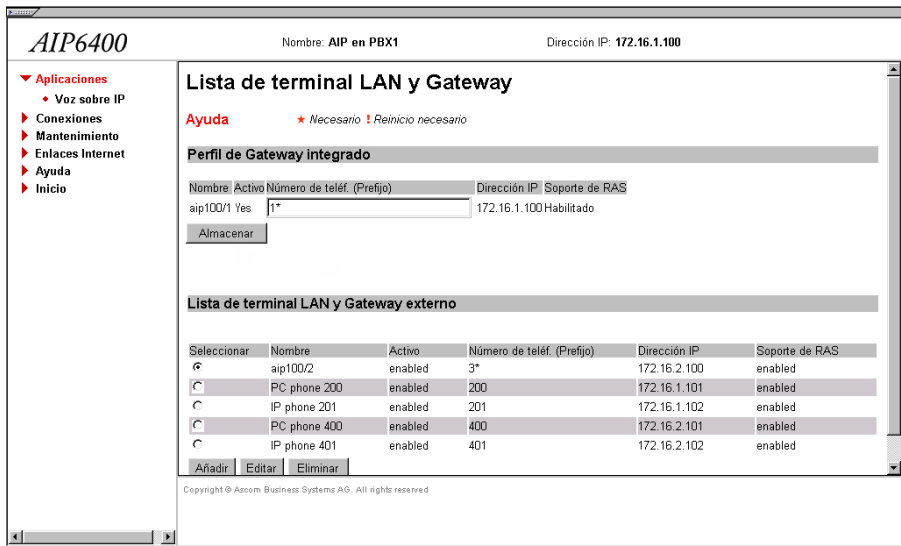 AIP6400
Nombre: AIP en PBX1
Dirección IP: 172.16.1.100
Aplicaciones
Voz sobre IP
Conexiones
Mantenimiento
Enlaces Internet
Ayuda
Inicio
Lista de terminal LAN y Gateway
Ayuda
★ Necesario ! Reinicio necesario
Perfil de Gateway integrado
Nombre Activo Número de teléf. (Prefijo) Dirección IP Soporte de RAS
aip100/1 Yes 1* 172.16.1.100 Habilitado
Almacenar
Lista de terminal LAN y Gateway externo
Seleccionar Nombre Activo Número de teléf. (Prefijo) Dirección IP Soporte de RAS
aip100/2 enabled 3* 172.16.2.100 enabled
PC phone 200 enabled 200 172.16.1.101 enabled
IP phone 201 enabled 201 172.16.1.102 enabled
PC phone 400 enabled 400 172.16.2.101 enabled
IP phone 401 enabled 401 172.16.2.102 enabled
Añadir Editar Eliminar
Copyright © Ascom Business Systems AG. All rights reserved